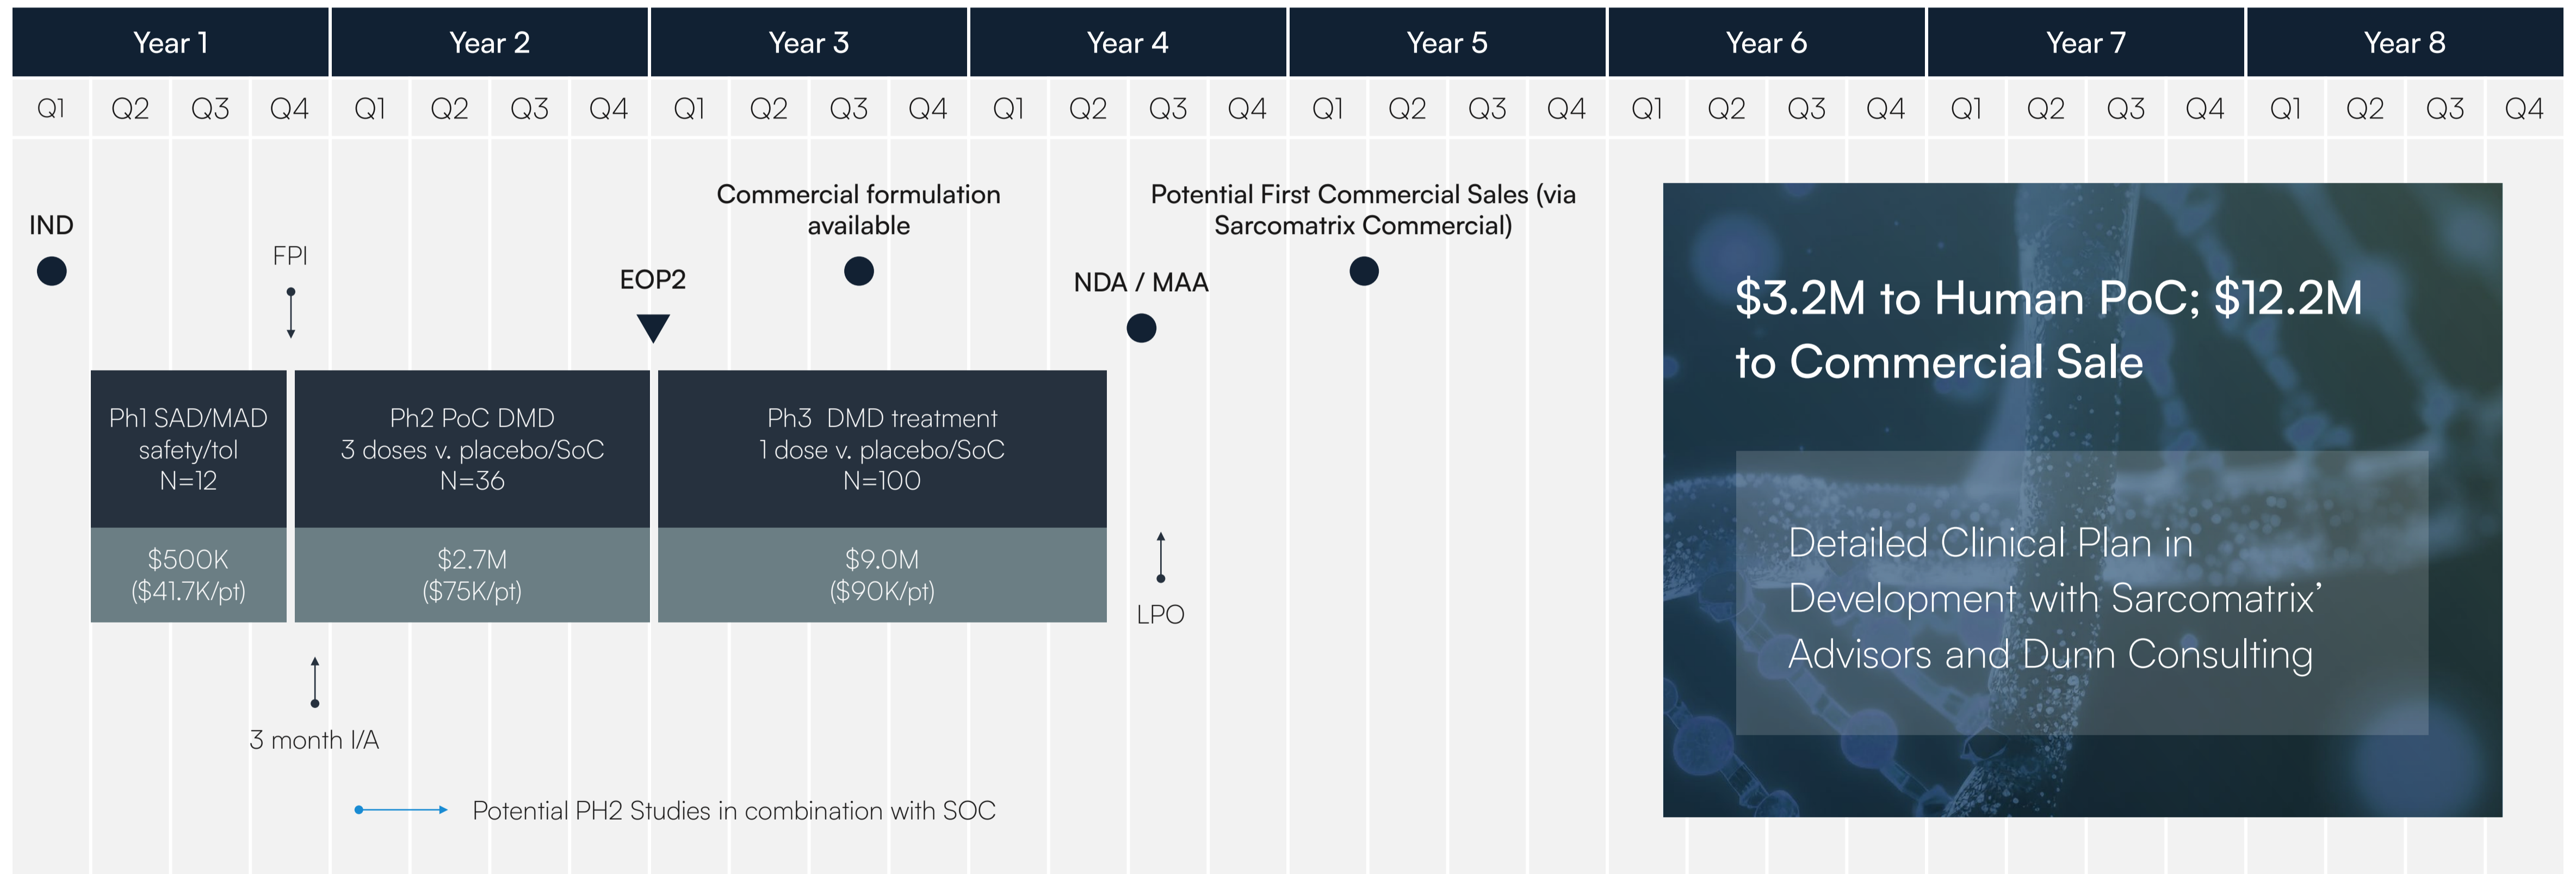 Year 1 Year 2 Year 3 Year 4 Year 5 Year 6 Year 7 Year 8
Q1 Q2 Q3 Q4 Q1 Q2 Q3 Q4 Q1 Q2 Q3 Q4 Q1 Q2 Q3 Q4 Q1 Q2 Q3 Q4 Q1 Q2 Q3 Q4 Q1 Q2 Q3 Q4 Q1 Q2 Q3 Q4
IND
FPI
EOP2
Commercial formulation
available
NDA / MAA
Potential First Commercial Sales (via
Sarcomatrix Commercial)
Ph1 SAD/MAD
safety/tol
N=12
$500K
($41.7K/pt)
Ph2 PoC DMD
3 doses v. placebo/SoC
N=36
$2.7M
($75K/pt)
Ph3 DMD treatment
1 dose v. placebo/SoC
N=100
$9.0M
($90K/pt)
LPO
3 month I/A
Potential PH2 Studies in combination with SOC
$3.2M to Human PoC; $12.2M
to Commercial Sale
Detailed Clinical Plan in
Development with Sarcomatrix’
Advisors and Dunn Consulting